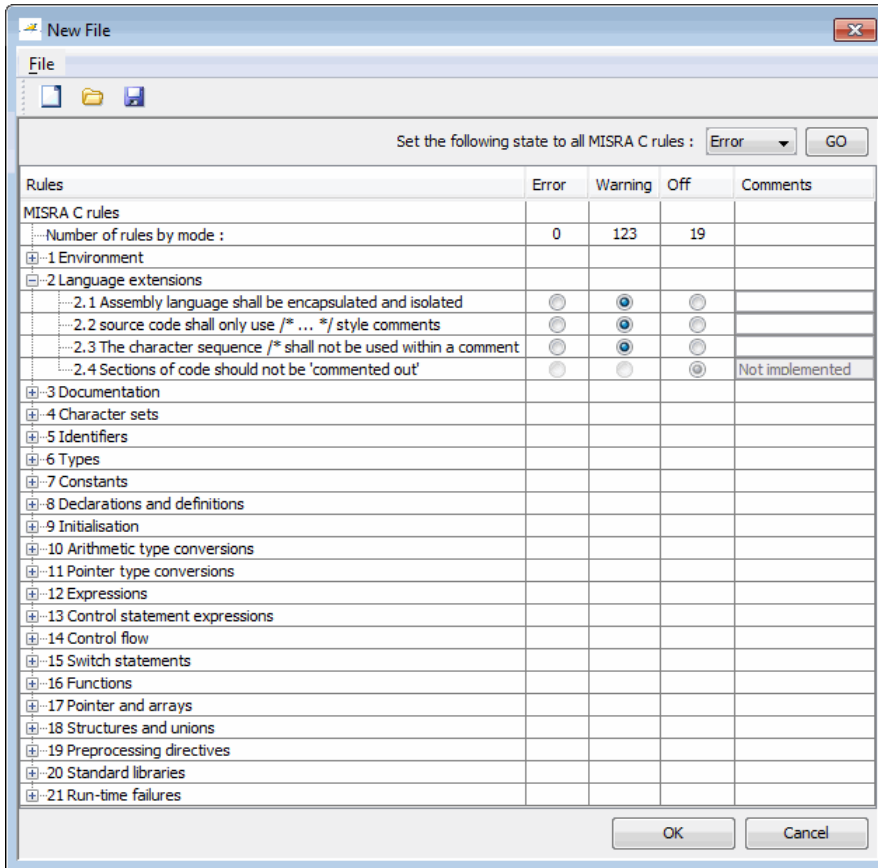 New File
File
Set the following state to all MISRA C rules : Error GO
Rules Error Warning Off Comments
MISRA C rules
Number of rules by mode : 0 123 19
1 Environment
2 Language extensions
2.1 Assembly language shall be encapsulated and isolated
2.2 source code shall only use /* ... */ style comments
2.3 The character sequence /* shall not be used within a comment
2.4 Sections of code should not be 'commented out' Not implemented
3 Documentation
4 Character sets
5 Identifiers
6 Types
7 Constants
8 Declarations and definitions
9 Initialisation
10 Arithmetic type conversions
11 Pointer type conversions
12 Expressions
13 Control statement expressions
14 Control flow
15 Switch statements
16 Functions
17 Pointer and arrays
18 Structures and unions
19 Preprocessing directives
20 Standard libraries
21 Run-time failures
OK Cancel